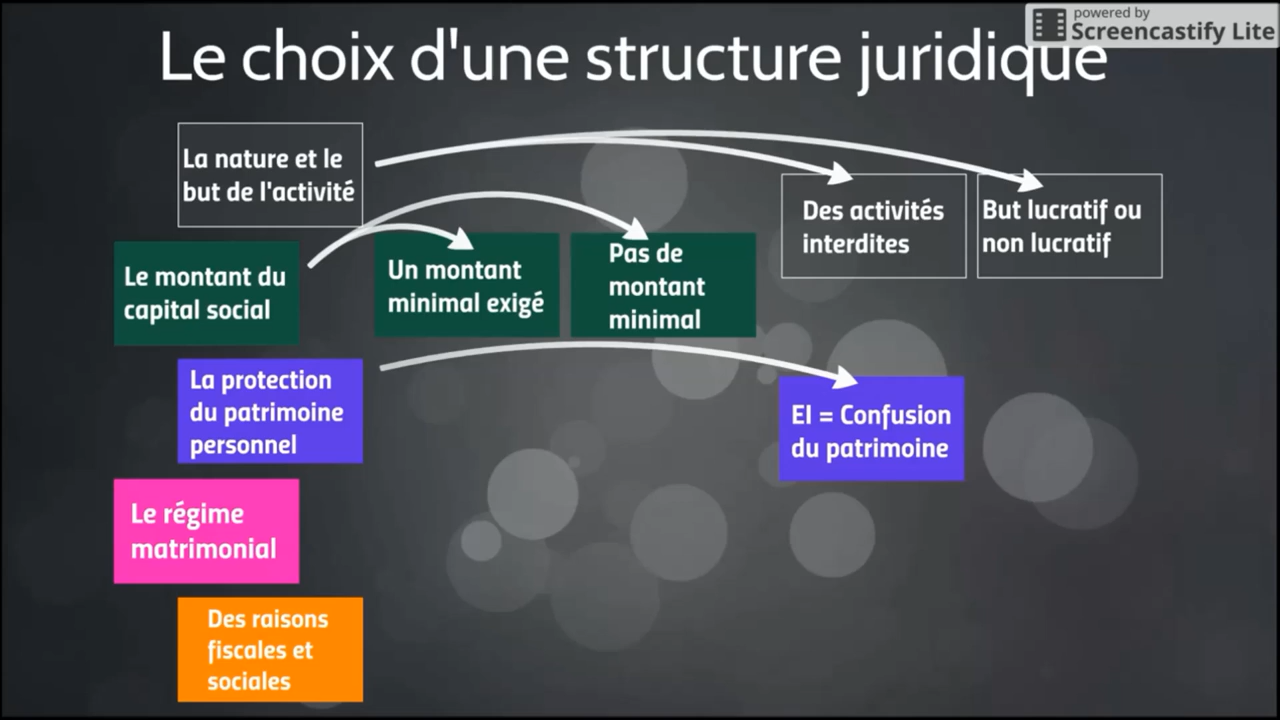 powered by
Screencastify Lite
Le choix d'une structure juridique
La nature et le
but de l'activité
Des activités
interdites
But lucratif ou
non lucratif
Le montant du
capital social
Un montant
minimal exigé
Pas de
montant
minimal
La protection
du patrimoine
personnel
EI = Confusion
du patrimoine
Le régime
matrimonial
Des raisons
fiscales et
sociales